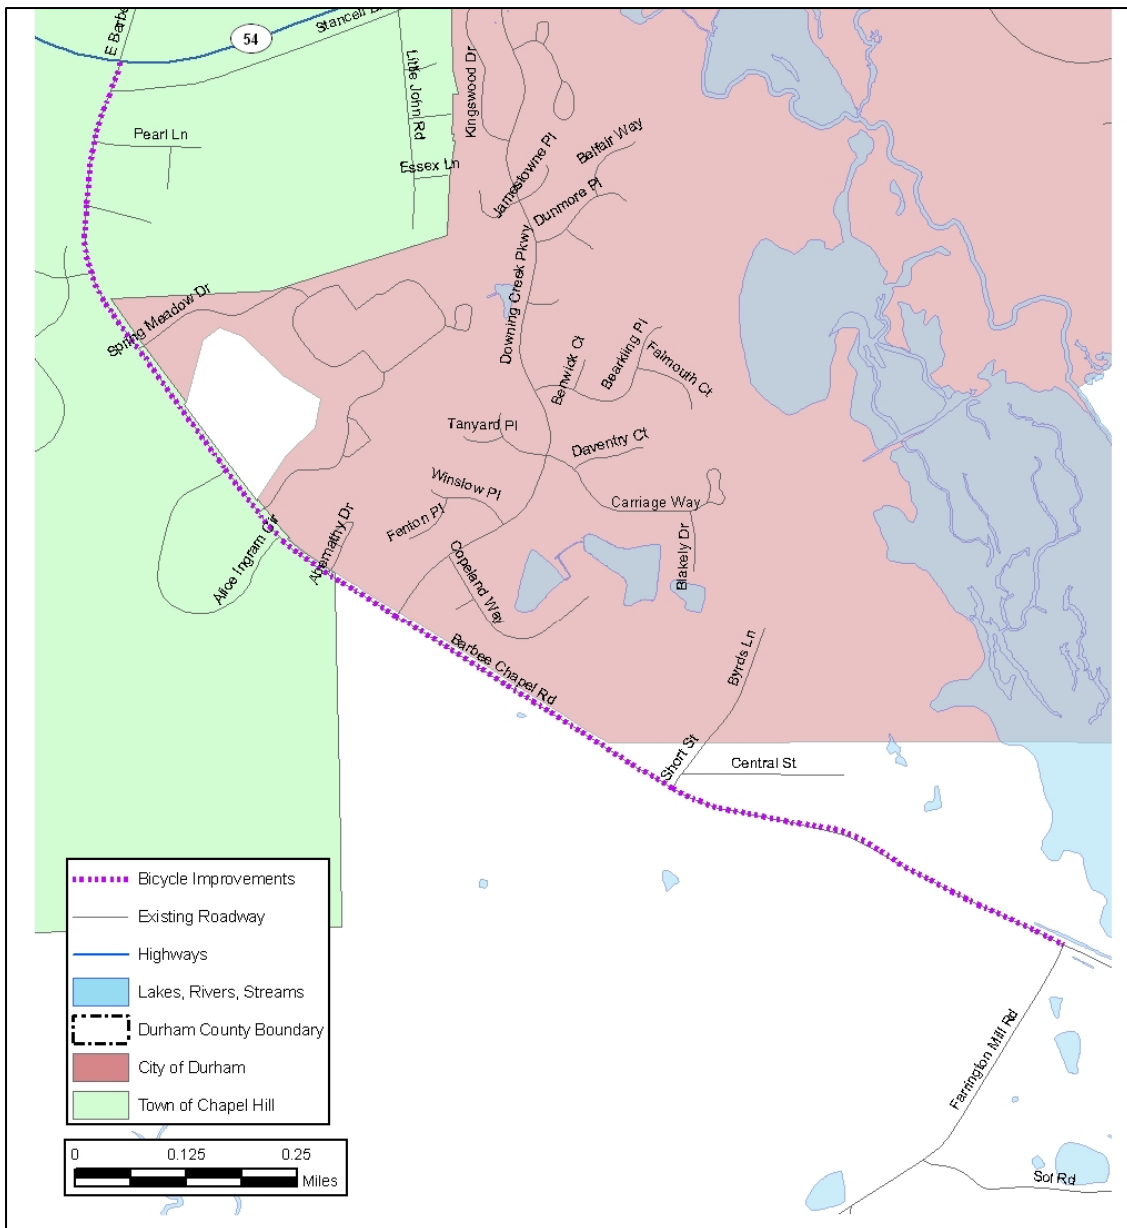 E Barbe
54
Stancell D
Little John Rd
Kingswood Dr
Pearl Ln
Essex Ln
Jamestowne Pl
Belfair Way
Dunmore Pl
Downing Creek Pkwy
Spring Meadow Dr
Benwick Ct
Bearkling Pl
Falmouth Ct
Tanyard Pl
Daventry Ct
Winslow Pl
Fenton Pl
Carriage Way
Alice Ingram Cir
Abernathy Dr
Copeland Way
Blakely Dr
Barbee Chapel Rd
Byrds Ln
Short St
Central St
Bicycle Improvements
Existing Roadway
Highways
Lakes, Rivers, Streams
Durham County Boundary
City of Durham
Town of Chapel Hill
0 0.125 0.25
Miles
Farrington Mill Rd
Sol Rd